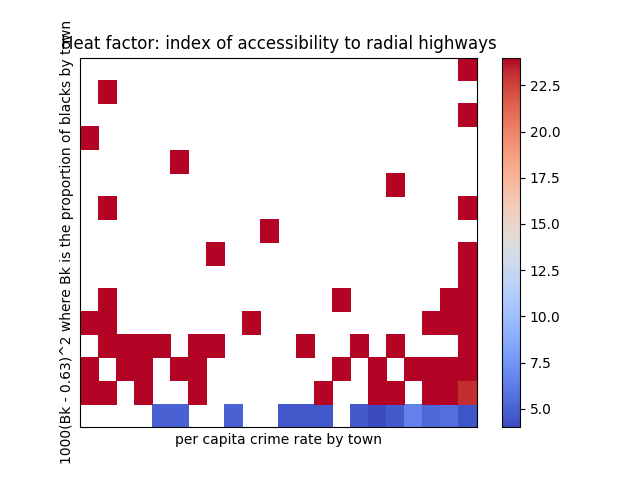 Heat factor: index of accessibility to radial highways
1000(Bk - 0.63)^2 where Bk is the proportion of blacks by town
22.5
20.0
17.5
15.0
12.5
10.0
7.5
5.0
per capita crime rate by town